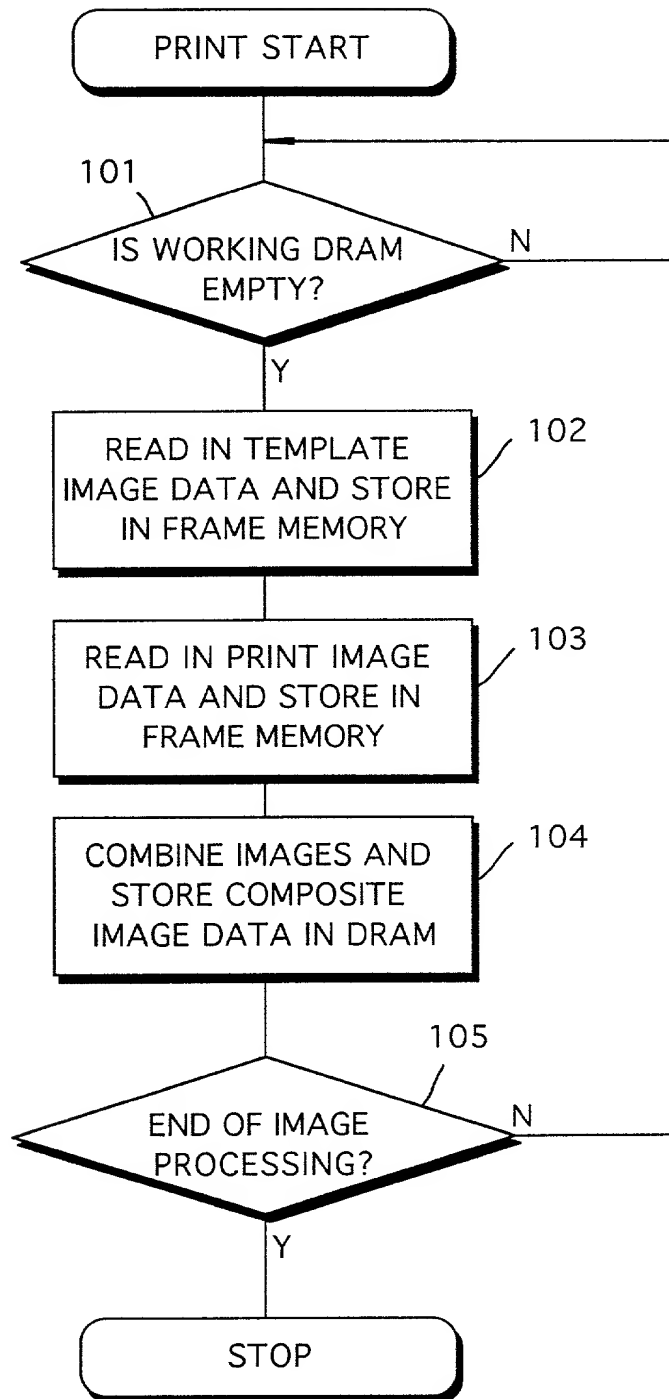 PRINT START
101
IS WORKING DRAM
EMPTY?
N
Y
READ IN TEMPLATE
IMAGE DATA AND STORE
IN FRAME MEMORY
102
READ IN PRINT IMAGE
DATA AND STORE IN
FRAME MEMORY
103
COMBINE IMAGES AND
STORE COMPOSITE
IMAGE DATA IN DRAM
104
105
END OF IMAGE
PROCESSING?
N
Y
STOP